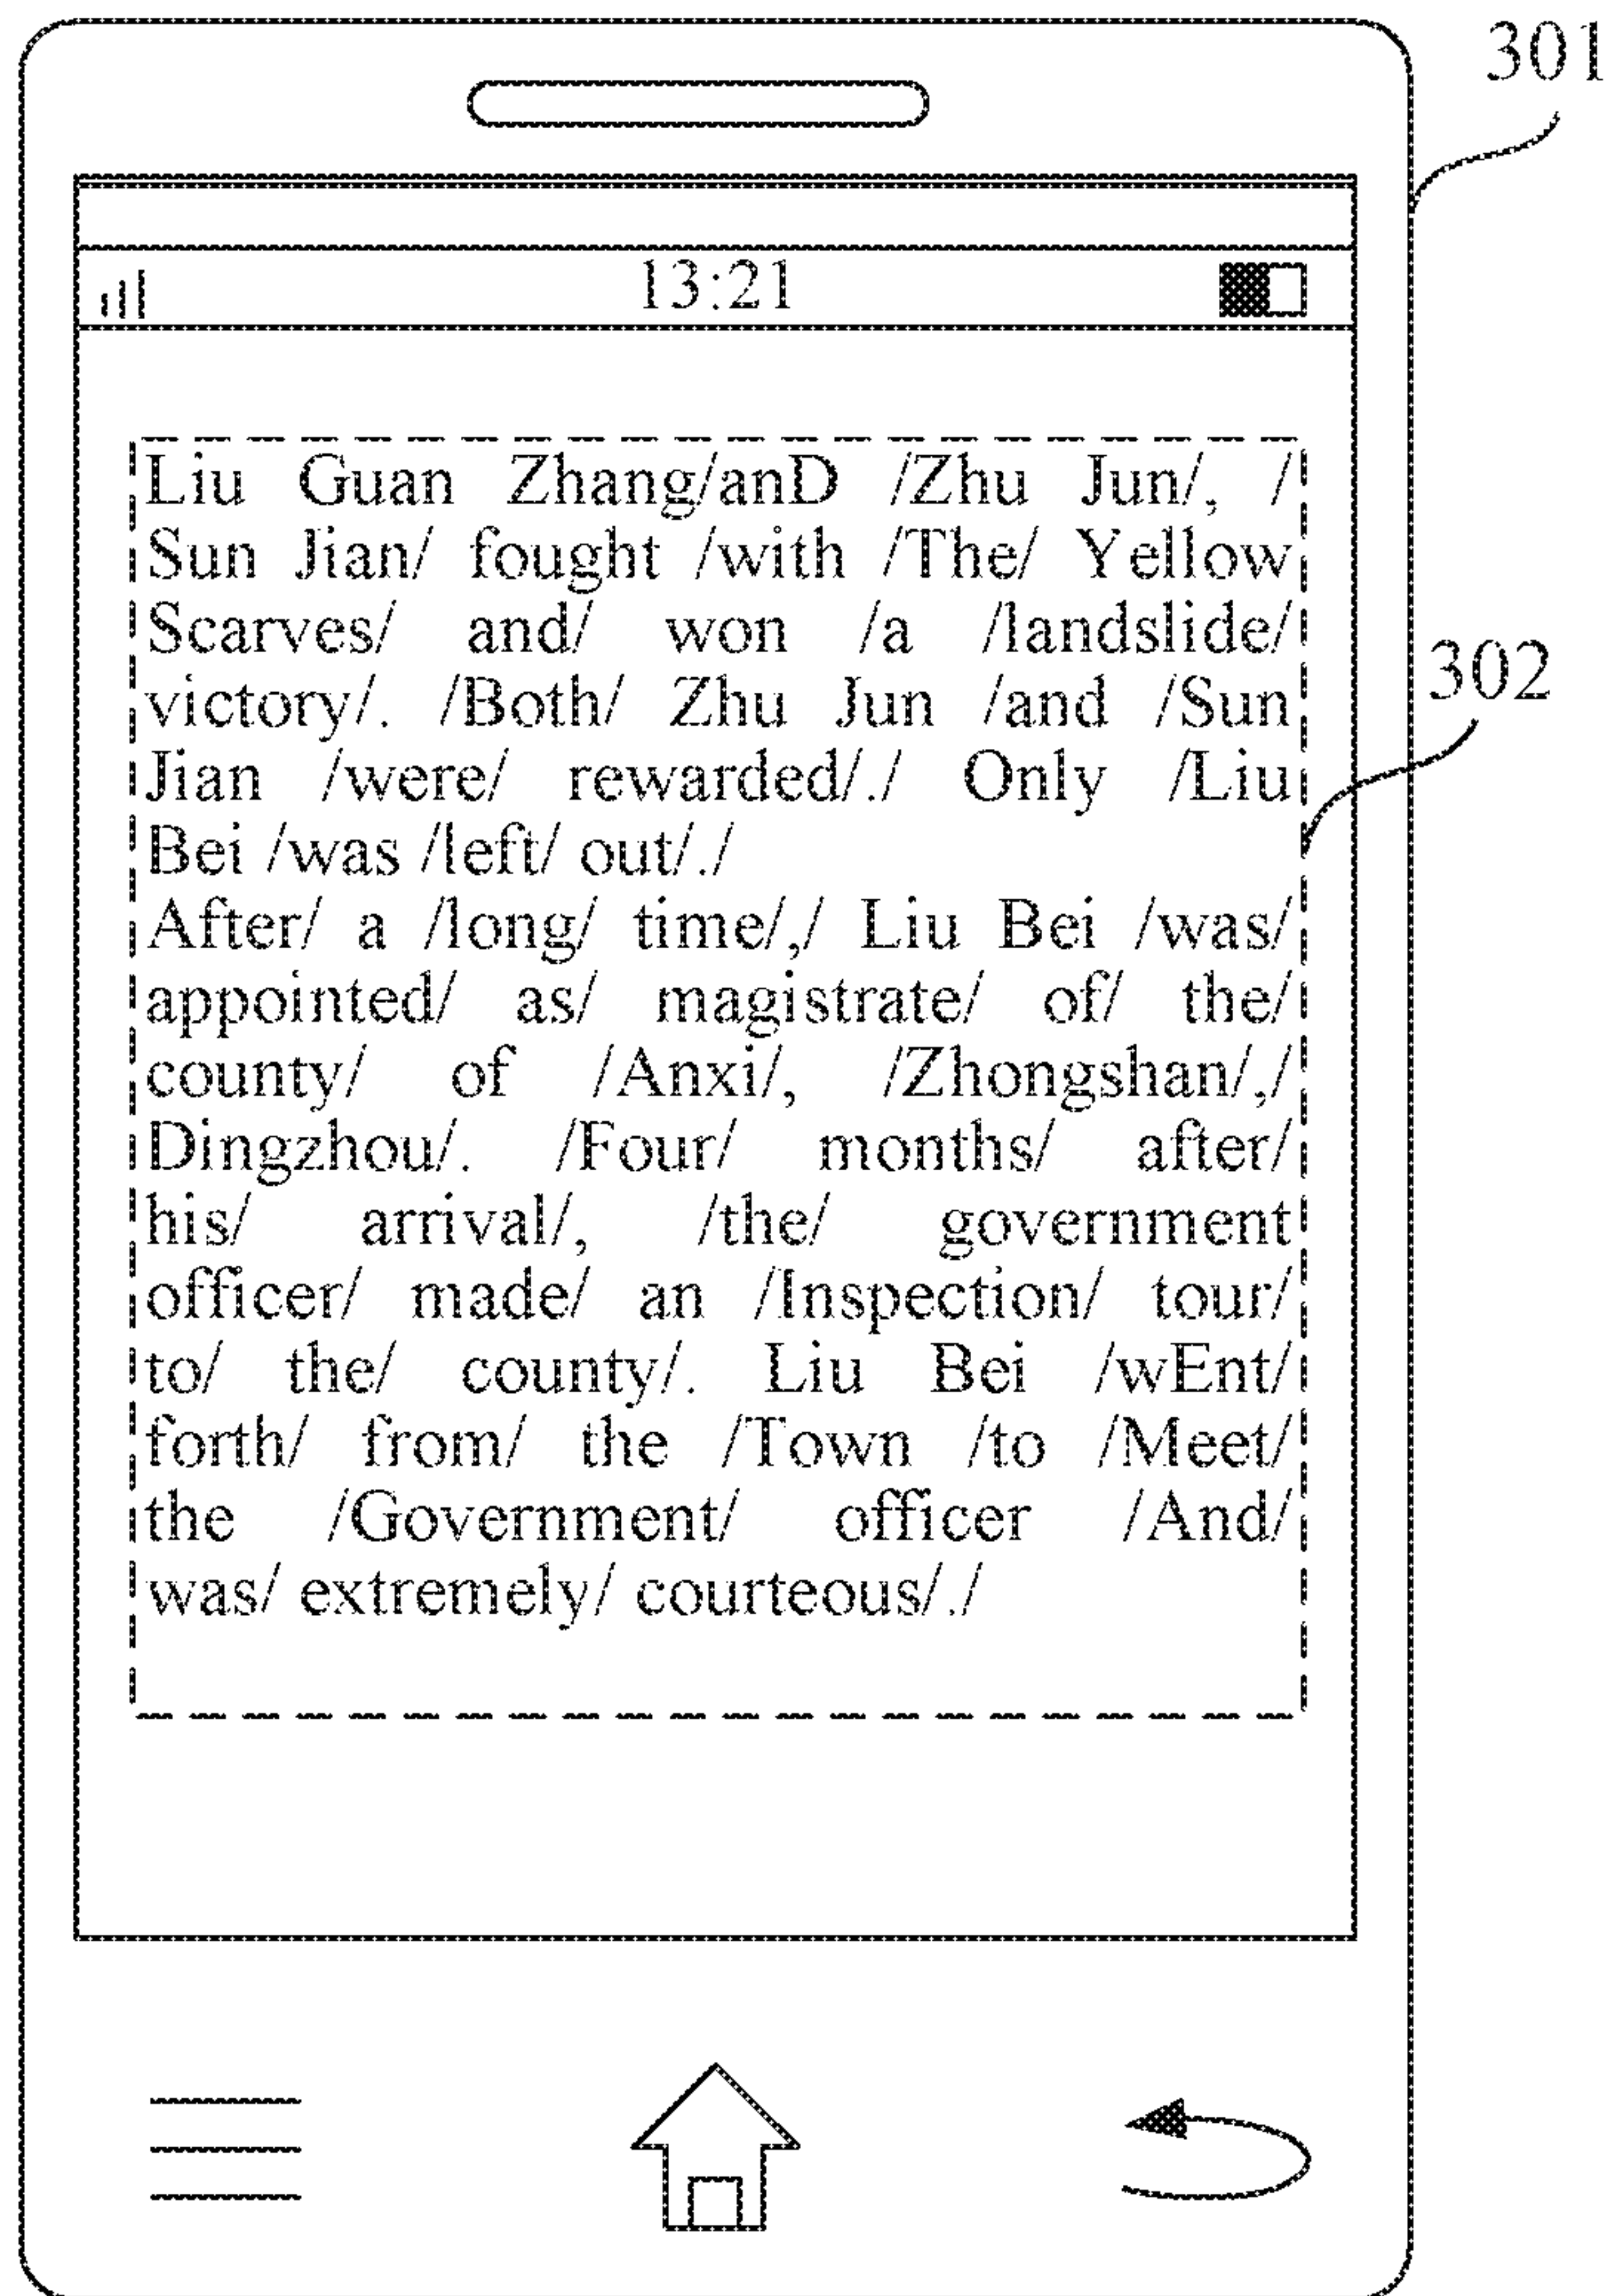 301
13:21
Liu Guan Zhang/anD /Zhu Jun/, /
Sun Jian/ fought /with /The/ Yellow
Scarves/ and/ won /a /landslide/
victory/. /Both/ Zhu Jun /and /Sun
Jian /were/ rewarded/./ Only /Liu
Bei /was /left/ out/./
302
After/ a /long/ time/,/ Liu Bei /was/
appointed/ as/ magistrate/ of/ the/
county/ of /Anxi/, /Zhongshan/,/
Dingzhou/. /Four/ months/ after/
his/ arrival/, /the/ government
officer/ made/ an /Inspection/ tour/
to/ the/ county/. Liu Bei /wEnt/
forth/ from/ the /Town /to /Meet/
the /Government/ officer /And/
was/ extremely/ courteous/./